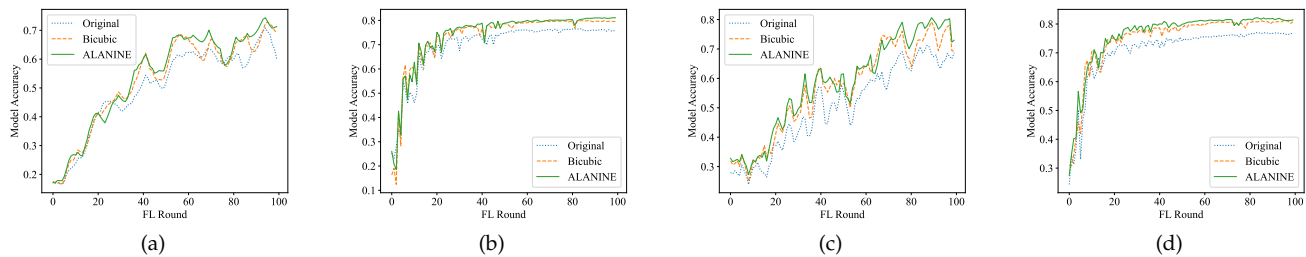 0.7
0.6
0.5
0.4
0.3
0.2
Model Accuracy
Original
Bicubic
ALANINE
0 20 40 60 80 100
FL Round
(a)
0.8
0.7
0.6
0.5
0.4
0.3
0.2
0.1
Model Accuracy
Original
Bicubic
ALANINE
0 20 40 60 80 100
FL Round
(b)
0.8
0.7
0.6
0.5
0.4
0.3
Model Accuracy
Original
Bicubic
ALANINE
0 20 40 60 80 100
FL Round
(c)
0.8
0.7
0.6
0.5
0.4
0.3
Model Accuracy
Original
Bicubic
ALANINE
0 20 40 60 80 100
FL Round
(d)